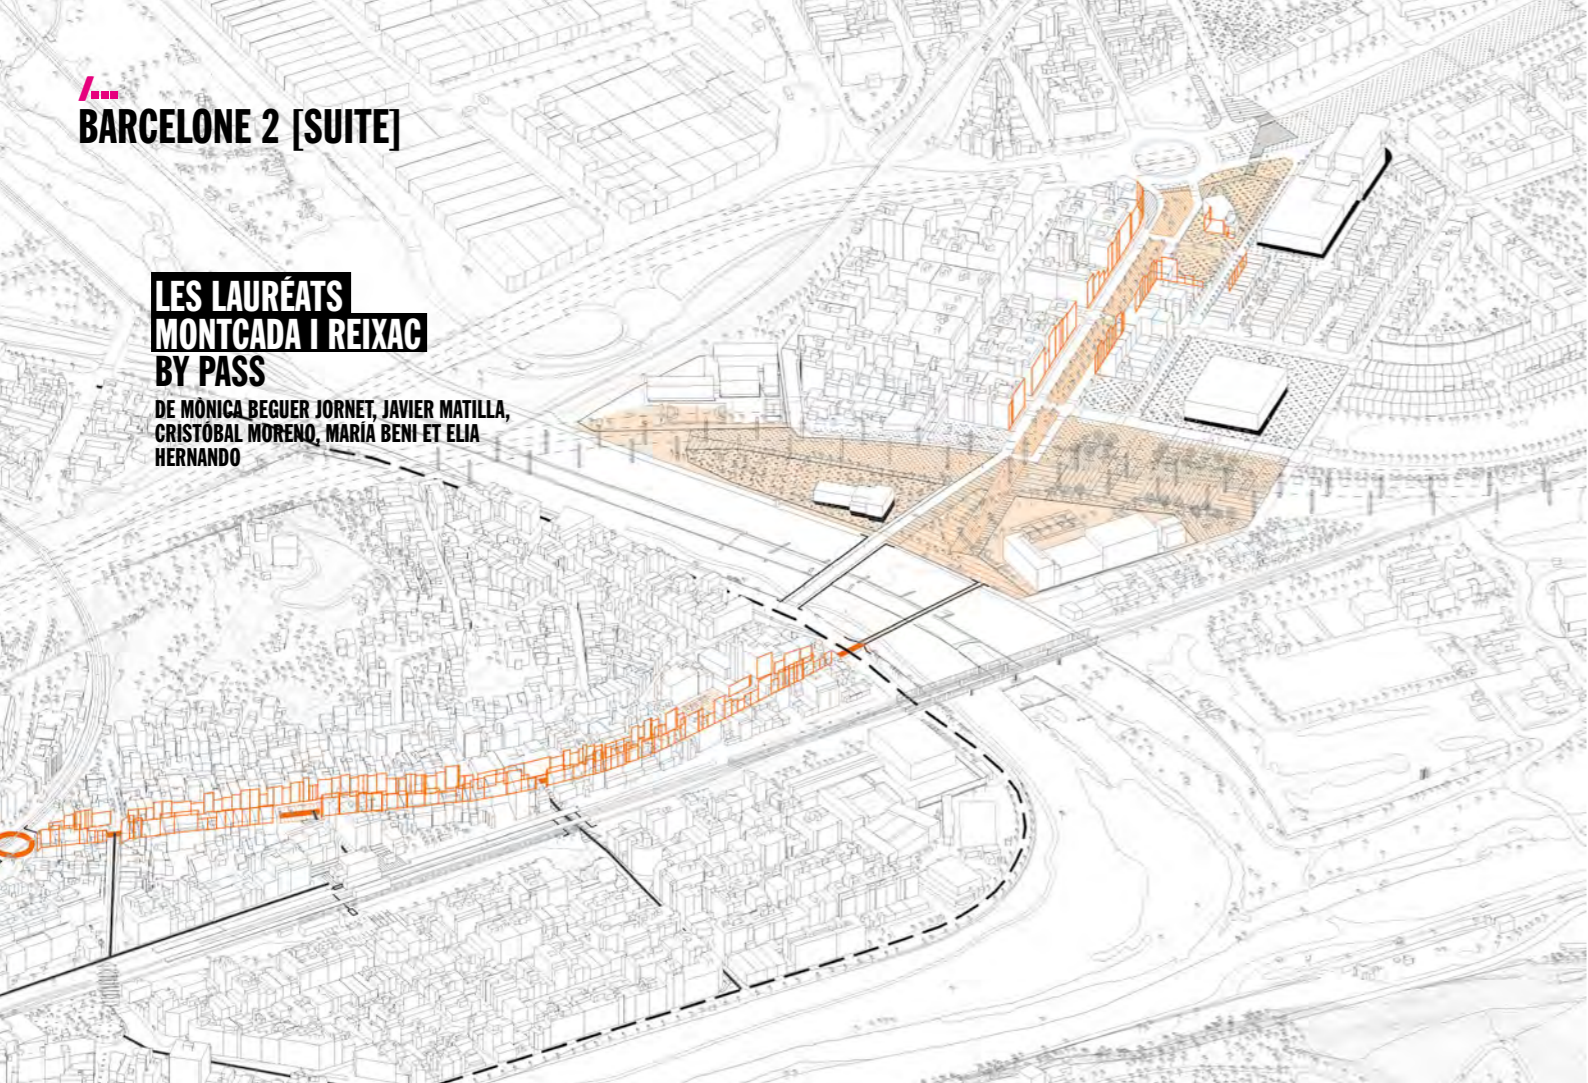 BARCELONE 2 [SUITE]
LES LAURÉATS
MONTCADA I REIXAC
BY PASS
DE MÒNICA BEGUER JORNET, JAVIER MATILLA,
CRISTÓBAL MORENO, MARÍA BENI ET ELIA
HERNANDO